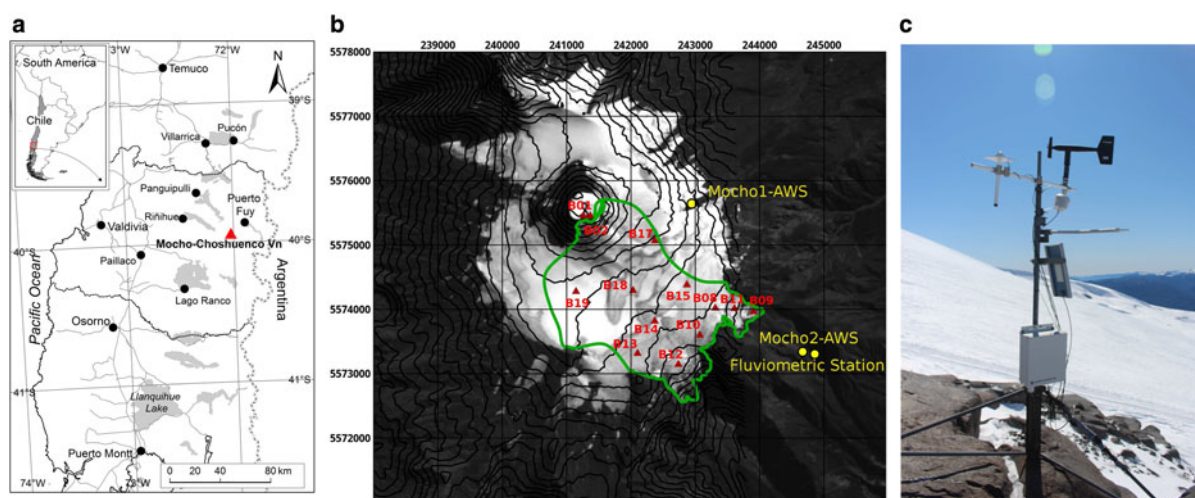 a
South America
Chile
3°W
72°W
N
Temuco
39°S
Pucón
Villarrica
Panguipulli
Puerto
Fuy
Riñihue
Valdivia
Mocho-Choshuenco Vn
40°S
40°S
Paillaco
Lago Ranco
Pacific Ocean
Argentina
Osorno
41°S
41°S
Llanquihue
Lake
Puerto Montt
0 20 40 80 km
74°W
73°W
72°W
b
239000 240000 241000 242000 243000 244000 245000
5578000
5577000
5576000
5575000
5574000
5573000
5572000
Mocho1-AWS
B01
B02
B17
B18
B19
B15
B08
B11
B09
B14
B10
B13
B12
Mocho2-AWS
Fluviometric Station
c